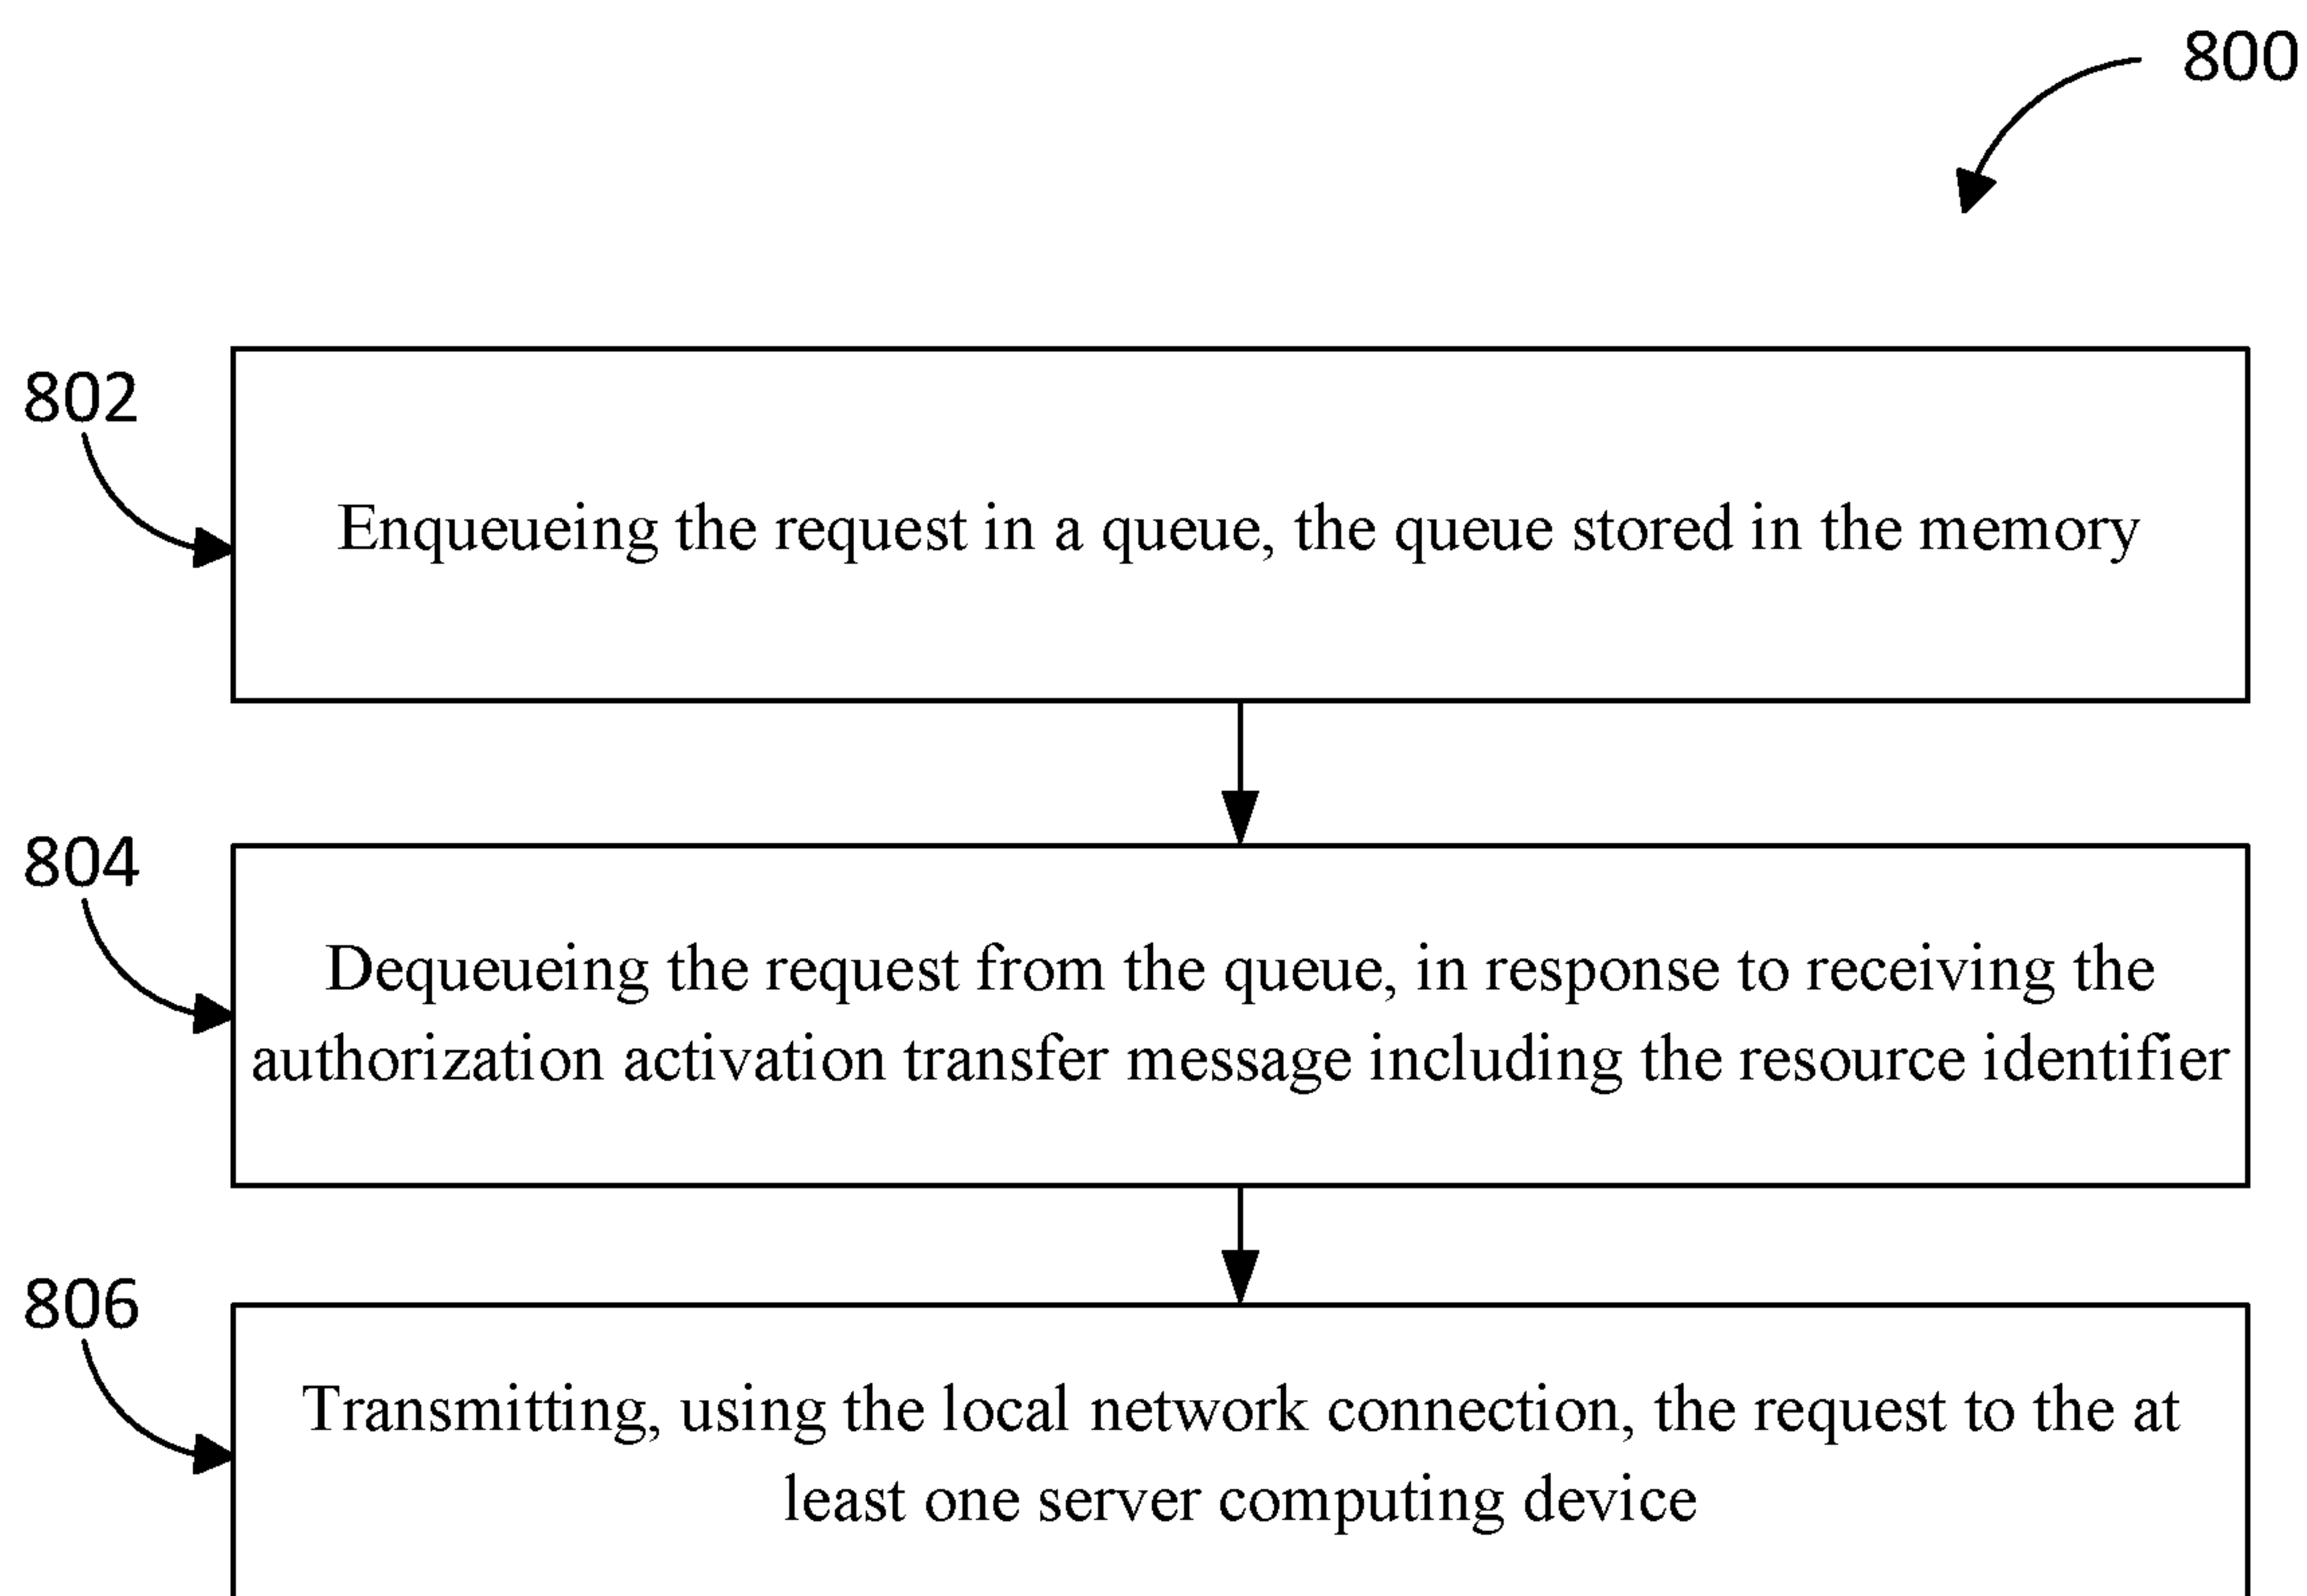 800
802
Enqueueing the request in a queue, the queue stored in the memory
804
Dequeueing the request from the queue, in response to receiving the
authorization activation transfer message including the resource identifier
806
Transmitting, using the local network connection, the request to the at
least one server computing device